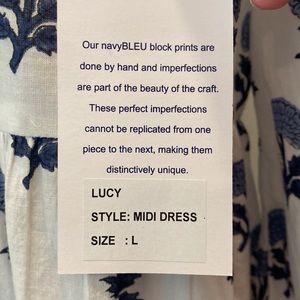 Our navyBLEU block prints are
done by hand and imperfections
are part of the beauty of the craft.
These perfect imperfections
cannot be replicated from one
piece to the next, making them
distinctively unique.
LUCY
STYLE: MIDI DRESS
SIZE : L